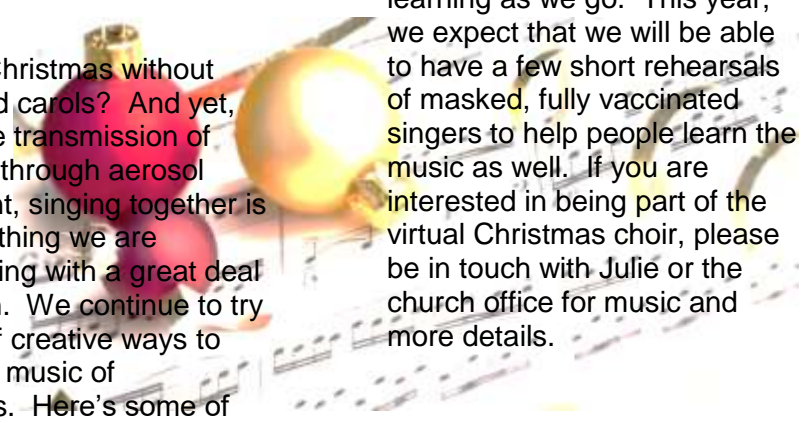 Christmas without
carols? And yet,
transmission of
through aerosol
singing together is
thing we are
ing with a great deal
We continue to try
creative ways to
music of
Here's some of
learning as we go. This year,
we expect that we will be able
to have a few short rehearsals
of masked, fully vaccinated
singers to help people learn the
music as well. If you are
interested in being part of the
virtual Christmas choir, please
be in touch with Julie or the
church office for music and
more details.